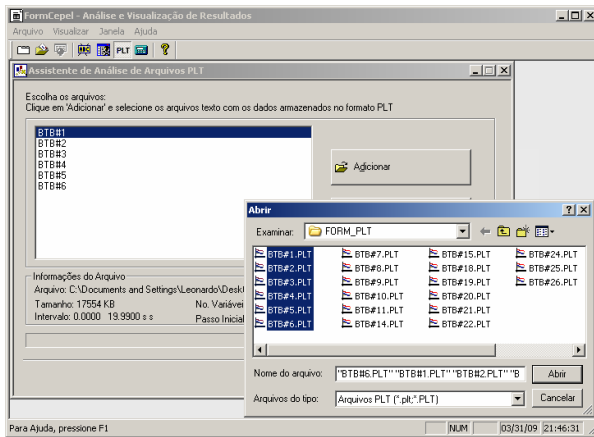 FormCepel - Análise e Visualização de Resultados
Arquivo Visualizar Janela Ajuda
PLT
Assistente de Análise de Arquivos PLT
Escolha os arquivos:
Clique em 'Adicionar' e selecione os arquivos texto com os dados armazenados no formato PLT
BTB#1
BTB#2
BTB#3
BTB#4
BTB#5
BTB#6
Adicionar
Informações do Arquivo
Arquivo: C:\Documents and Settings\Leonardo\Desk
Tamanho: 17554 KB No. Variávei
Intervalo: 0.0000 19.9900 s s Passo Inicial
Abrir
Examinar: FORM_PLT
BTB#1.PLT BTB#7.PLT BTB#15.PLT BTB#24.PLT
BTB#2.PLT BTB#8.PLT BTB#18.PLT BTB#25.PLT
BTB#3.PLT BTB#9.PLT BTB#19.PLT BTB#26.PLT
BTB#4.PLT BTB#10.PLT BTB#20.PLT
BTB#5.PLT BTB#11.PLT BTB#21.PLT
BTB#6.PLT BTB#14.PLT BTB#22.PLT
Nome do arquivo: "BTB#6.PLT" "BTB#1.PLT" "BTB#2.PLT" "B Abrir
Arquivos do tipo: Arquivos PLT (*.plt;*.PLT) Cancelar
Para Ajuda, pressione F1 NUM 03/31/09 21:46:31